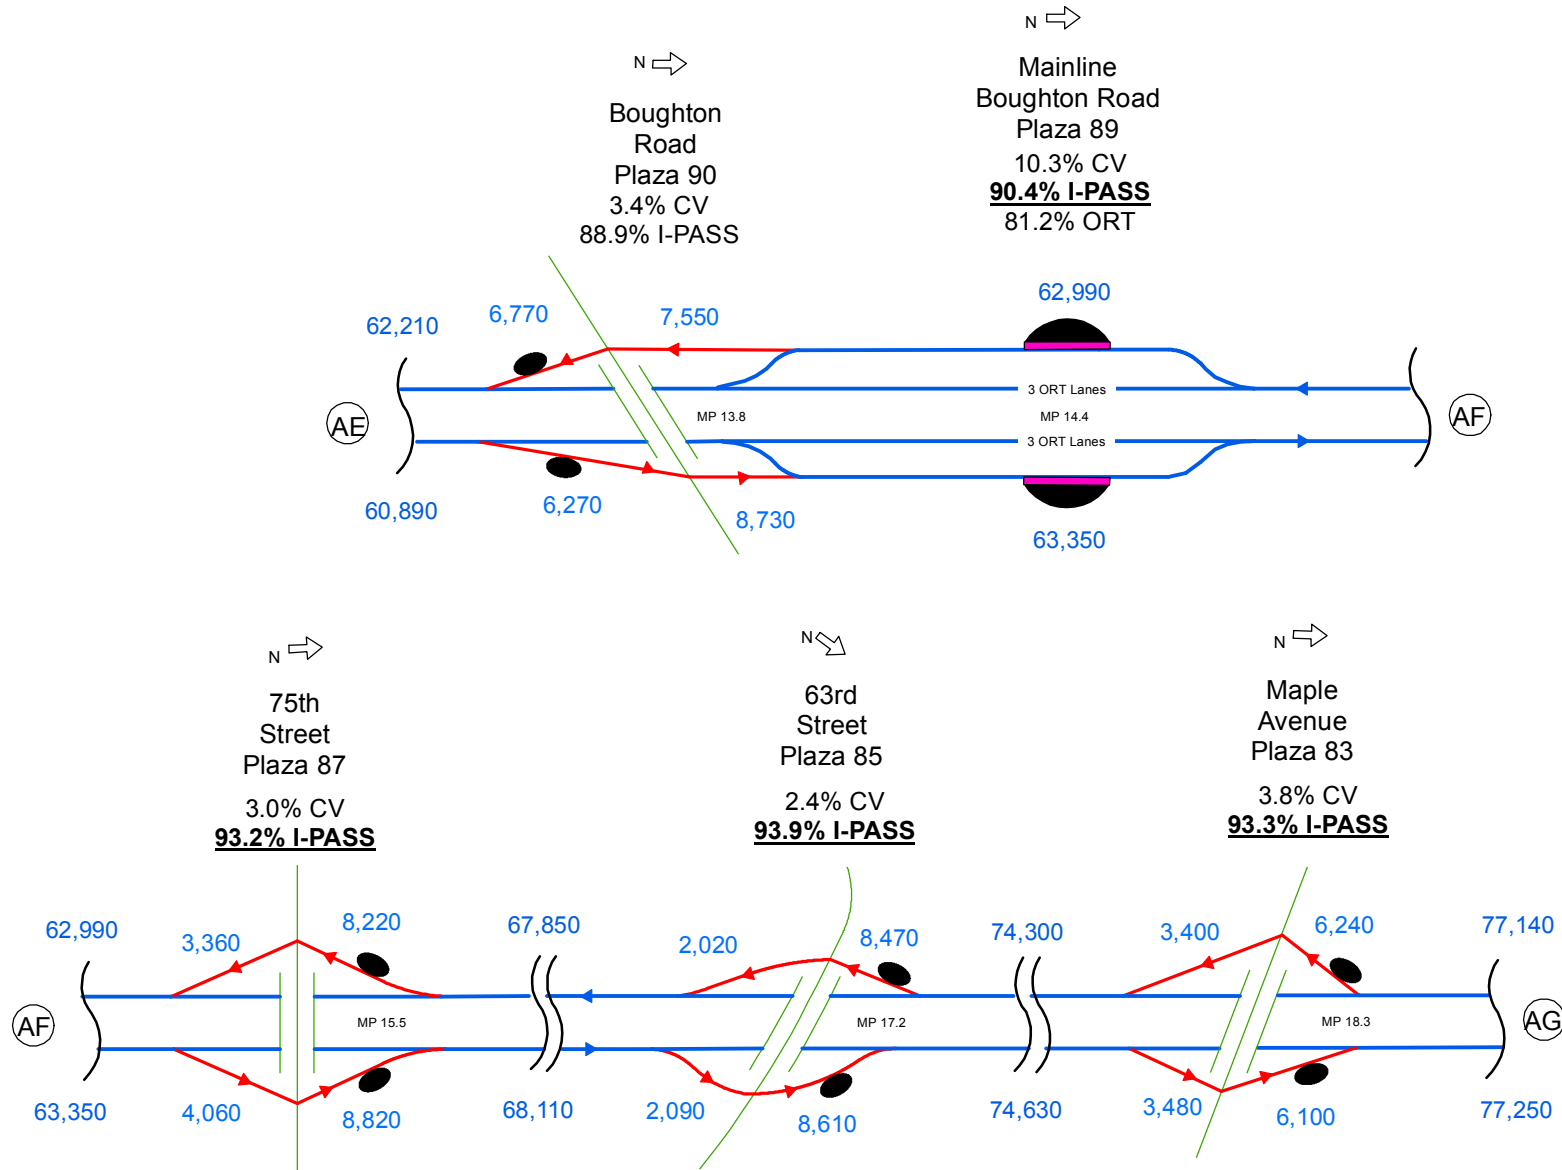 N
Mainline
Boughton Road
Plaza 89
10.3% CV
90.4% I-PASS
81.2% ORT
N
Boughton
Road
Plaza 90
3.4% CV
88.9% I-PASS
62,210
6,770
7,550
62,990
3 ORT Lanes
AE
MP 13.8
MP 14.4
AF
3 ORT Lanes
60,890
6,270
8,730
63,350
N
75th
Street
Plaza 87
3.0% CV
93.2% I-PASS
N
63rd
Street
Plaza 85
2.4% CV
93.9% I-PASS
N
Maple
Avenue
Plaza 83
3.8% CV
93.3% I-PASS
62,990
3,360
8,220
67,850
2,020
8,470
74,300
3,400
6,240
77,140
AF
MP 15.5
MP 17.2
MP 18.3
AG
63,350
4,060
8,820
68,110
2,090
8,610
74,630
3,480
6,100
77,250